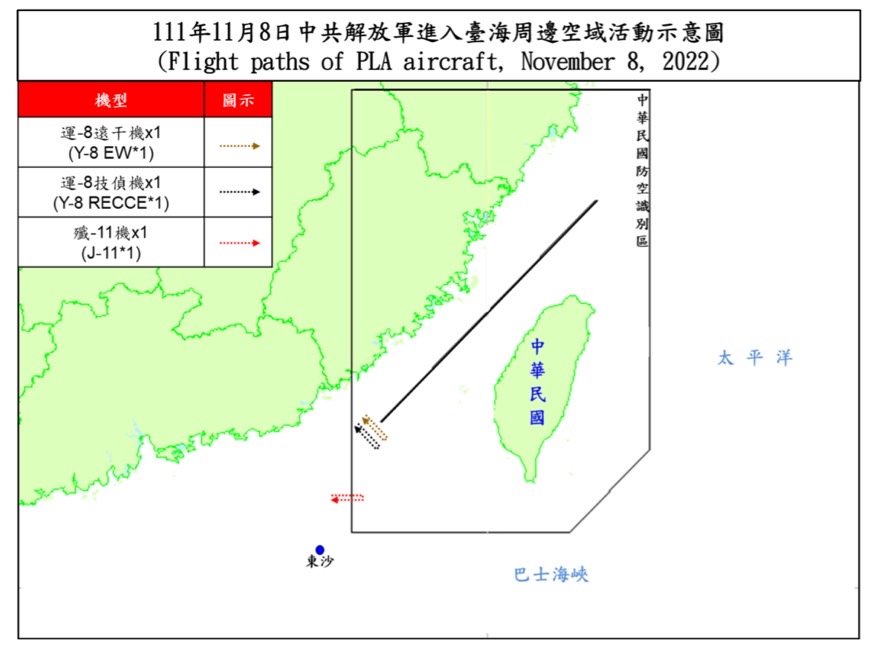 111年11月8日中共解放軍進入臺海周邊空域活動示意圖
(Flight paths of PLA aircraft, November 8, 2022)
機型
圖示
運-8遠干機x1
(Y-8 EW*1)
運-8技偵機x1
(Y-8 RECCE*1)
殲-11機x1
(J-11*1)
中華民國防空識別區
中華民國
太平洋
東沙
巴士海峽